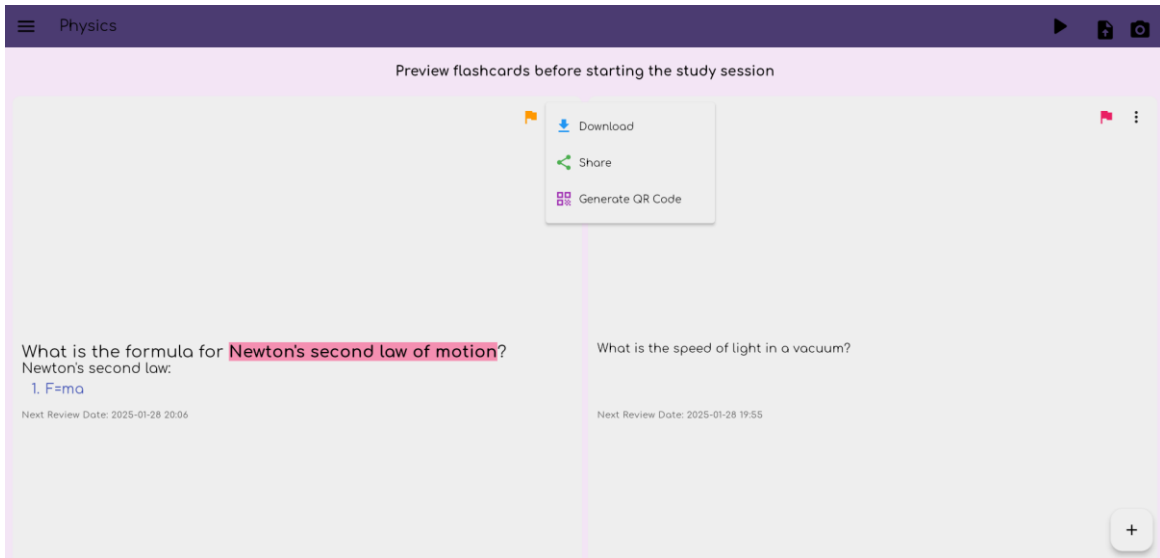 Physics
Preview flashcards before starting the study session
Download
Share
Generate QR Code
What is the formula for Newton's second law of motion?
Newton's second law:
1. F=ma
Next Review Date: 2025-01-28 20:06
What is the speed of light in a vacuum?
Next Review Date: 2025-01-28 19:55